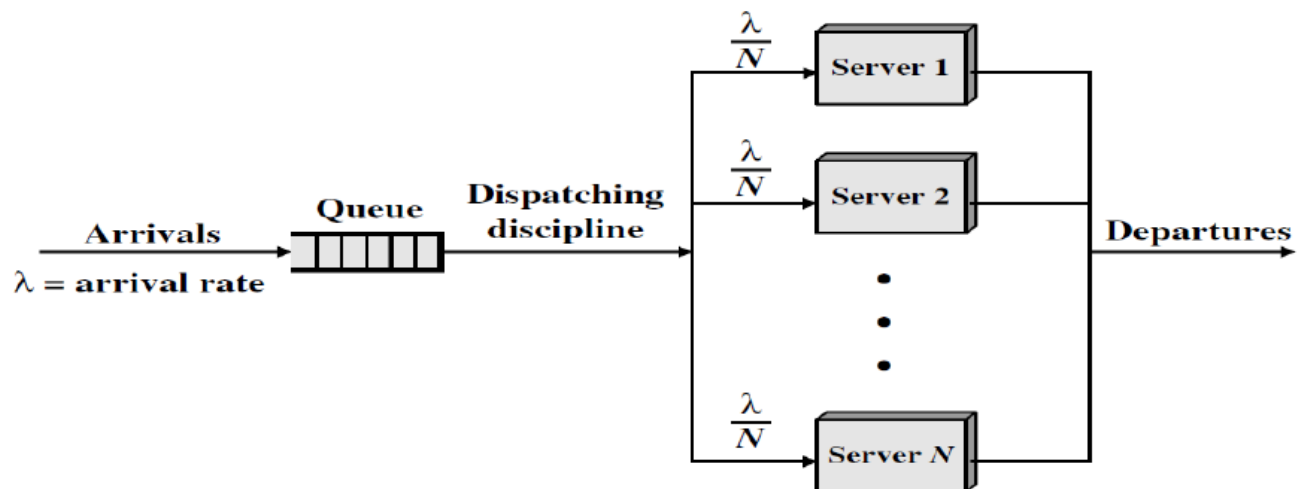 Arrivals
λ = arrival rate
Queue
Dispatching
discipline
λ
N
Server 1
λ
N
Server 2
λ
N
Server N
Departures